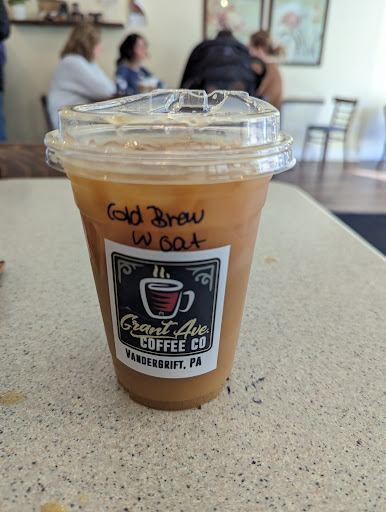 Cold Brew
W Oat
Grant Ave.
COFFEE CO
VANDERGRIFT, PA